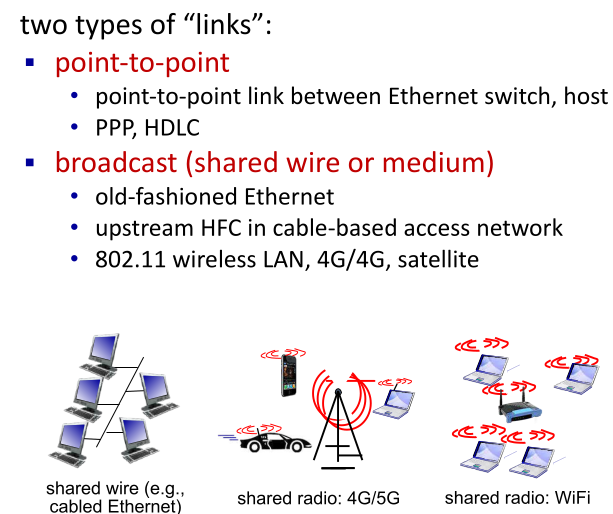 two types of “links”:
▪ point-to-point
• point-to-point link between Ethernet switch, host
• PPP, HDLC
▪ broadcast (shared wire or medium)
• old-fashioned Ethernet
• upstream HFC in cable-based access network
• 802.11 wireless LAN, 4G/4G, satellite
shared wire (e.g.,
cabled Ethernet)
shared radio: 4G/5G
shared radio: WiFi